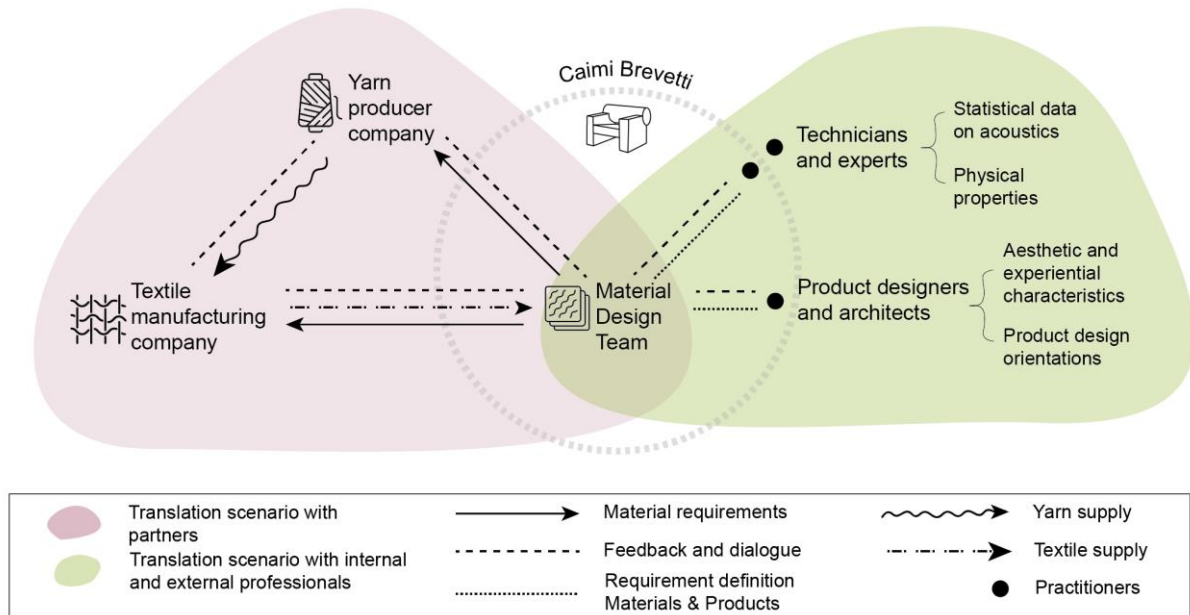 Caimi Brevetti
Yarn
producer
company
Textile
manufacturing
company
Material
Design
Team
Technicians
and experts
Statistical data
on acoustics
Physical
properties
Product designers
and architects
Aesthetic and
experiential
characteristics
Product design
orientations
Translation scenario with
partners
Translation scenario with internal
and external professionals
Material requirements
Feedback and dialogue
Requirement definition
Materials & Products
Yarn supply
Textile supply
Practitioners